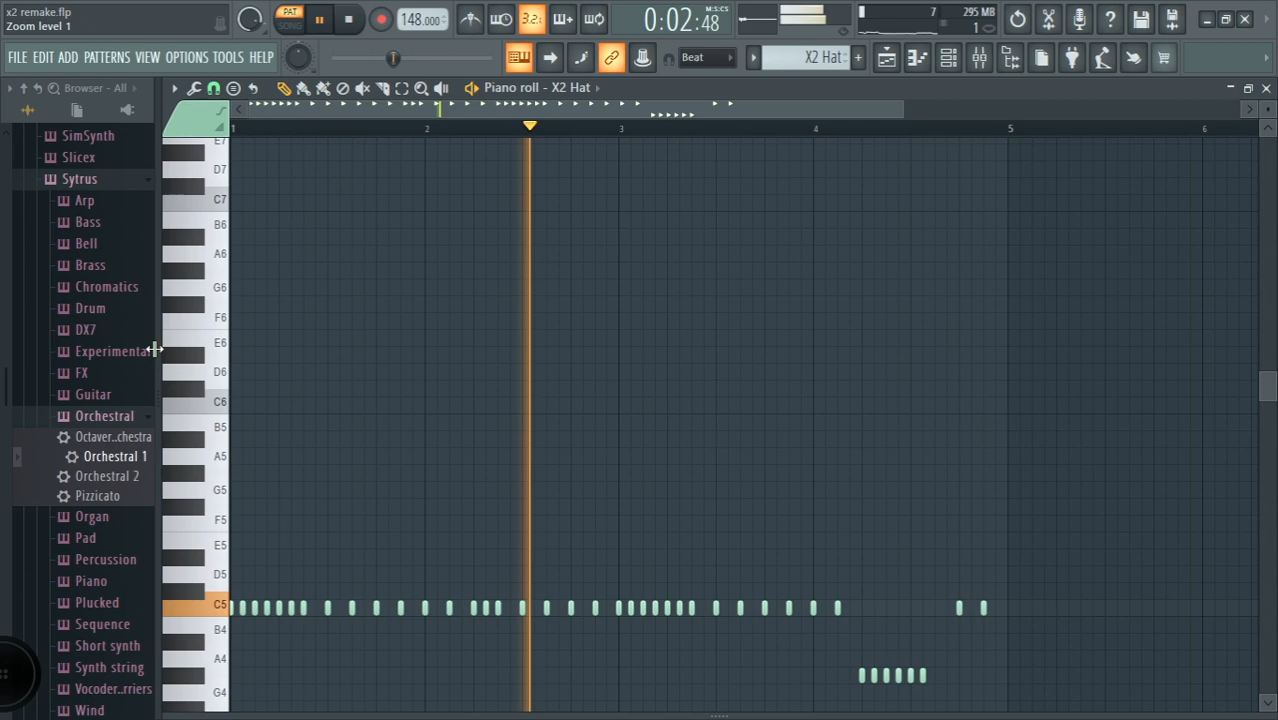 x2 remake.flp
Zoom level 1
PAT
SONG
148.000
3.2.
0:02:48
M:S:CS
7
295 MB
1
FILE EDIT ADD PATTERNS VIEW OPTIONS TOOLS HELP
Beat
X2 Hat
Browser - All
Piano roll - X2 Hat
1 2 3 4 5 6
SimSynth
Slicex
Sytrus
Arp
Bass
Bell
Brass
Chromatics
Drum
DX7
Experimenta
FX
Guitar
Orchestral
Octaver..chestra
Orchestral 1
Orchestral 2
Pizzicato
Organ
Pad
Percussion
Piano
Plucked
Sequence
Short synth
Synth string
Vocoder..rriers
Wind
E7
D7
C7
B6
A6
G6
F6
E6
D6
C6
B5
A5
G5
F5
E5
D5
C5
B4
A4
G4